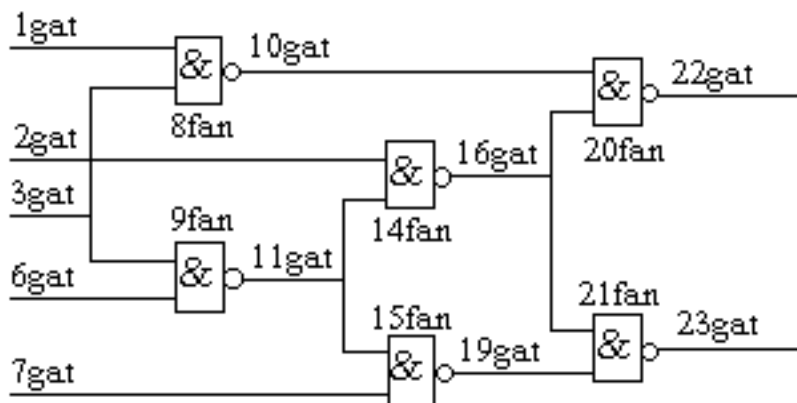 1gat
10gat
22gat
&
&
8fan
20fan
2gat
16gat
&
3gat
14fan
9fan
11gat
&
6gat
21fan
15fan
23gat
&
19gat
&
7gat